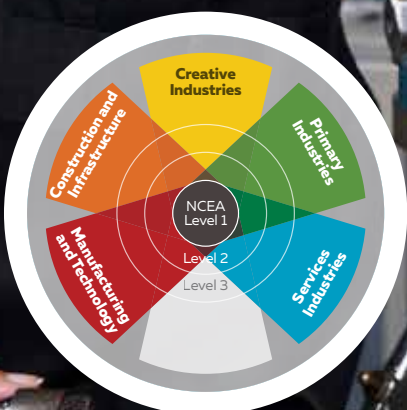 Creative
Industries
Construction and
Infrastructure
Primary
Industries
NCEA
Level 1
Level 2
Level 3
Manufacturing
and Technology
Services
Industries